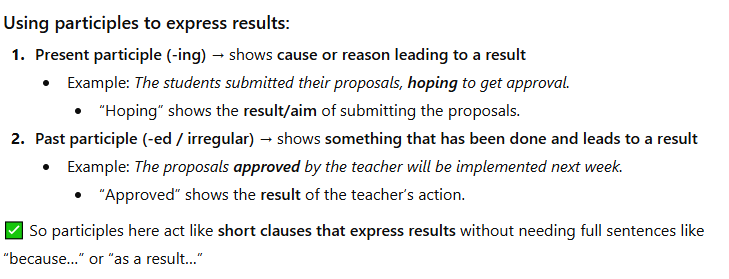 Using participles to express results:
1. Present participle (-ing) → shows cause or reason leading to a result
• Example: The students submitted their proposals, hoping to get approval.
• "Hoping" shows the result/aim of submitting the proposals.
2. Past participle (-ed / irregular) → shows something that has been done and leads to a result
• Example: The proposals approved by the teacher will be implemented next week.
• "Approved" shows the result of the teacher's action.
✅ So participles here act like short clauses that express results without needing full sentences like
"because..." or "as a result..."